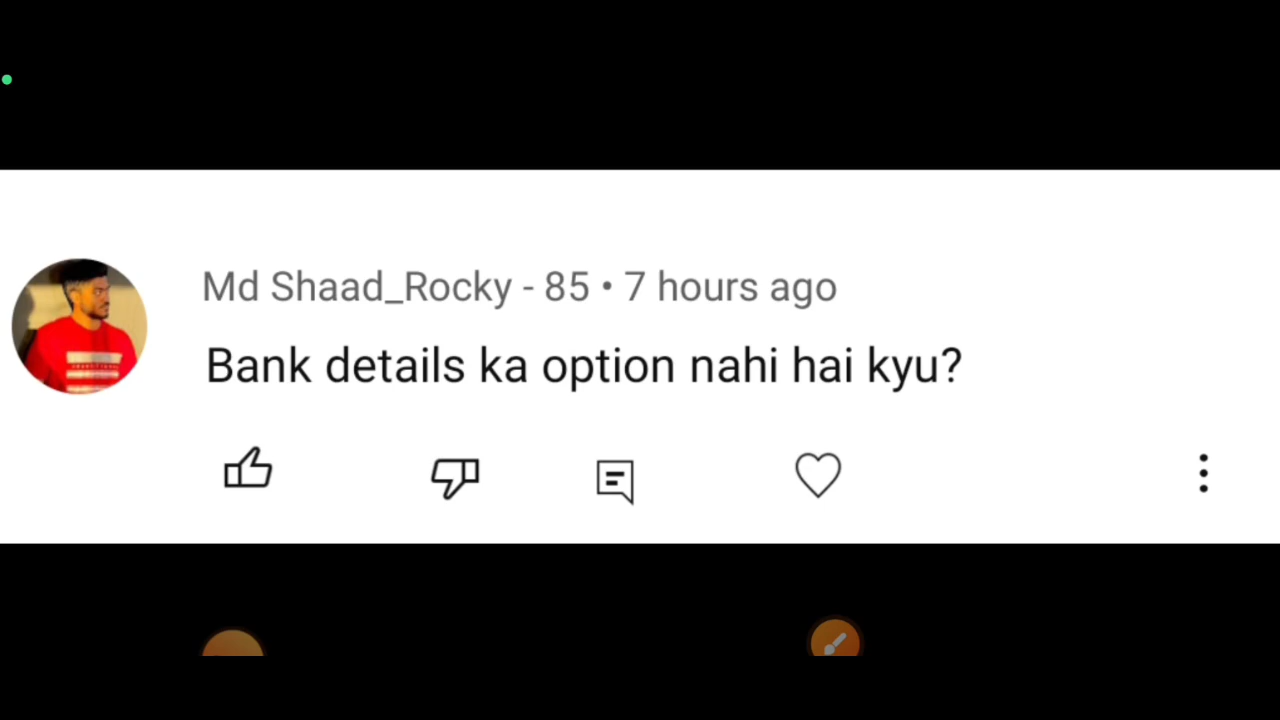 Md Shaad_Rocky - 85 • 7 hours ago
Bank details ka option nahi hai kyu?